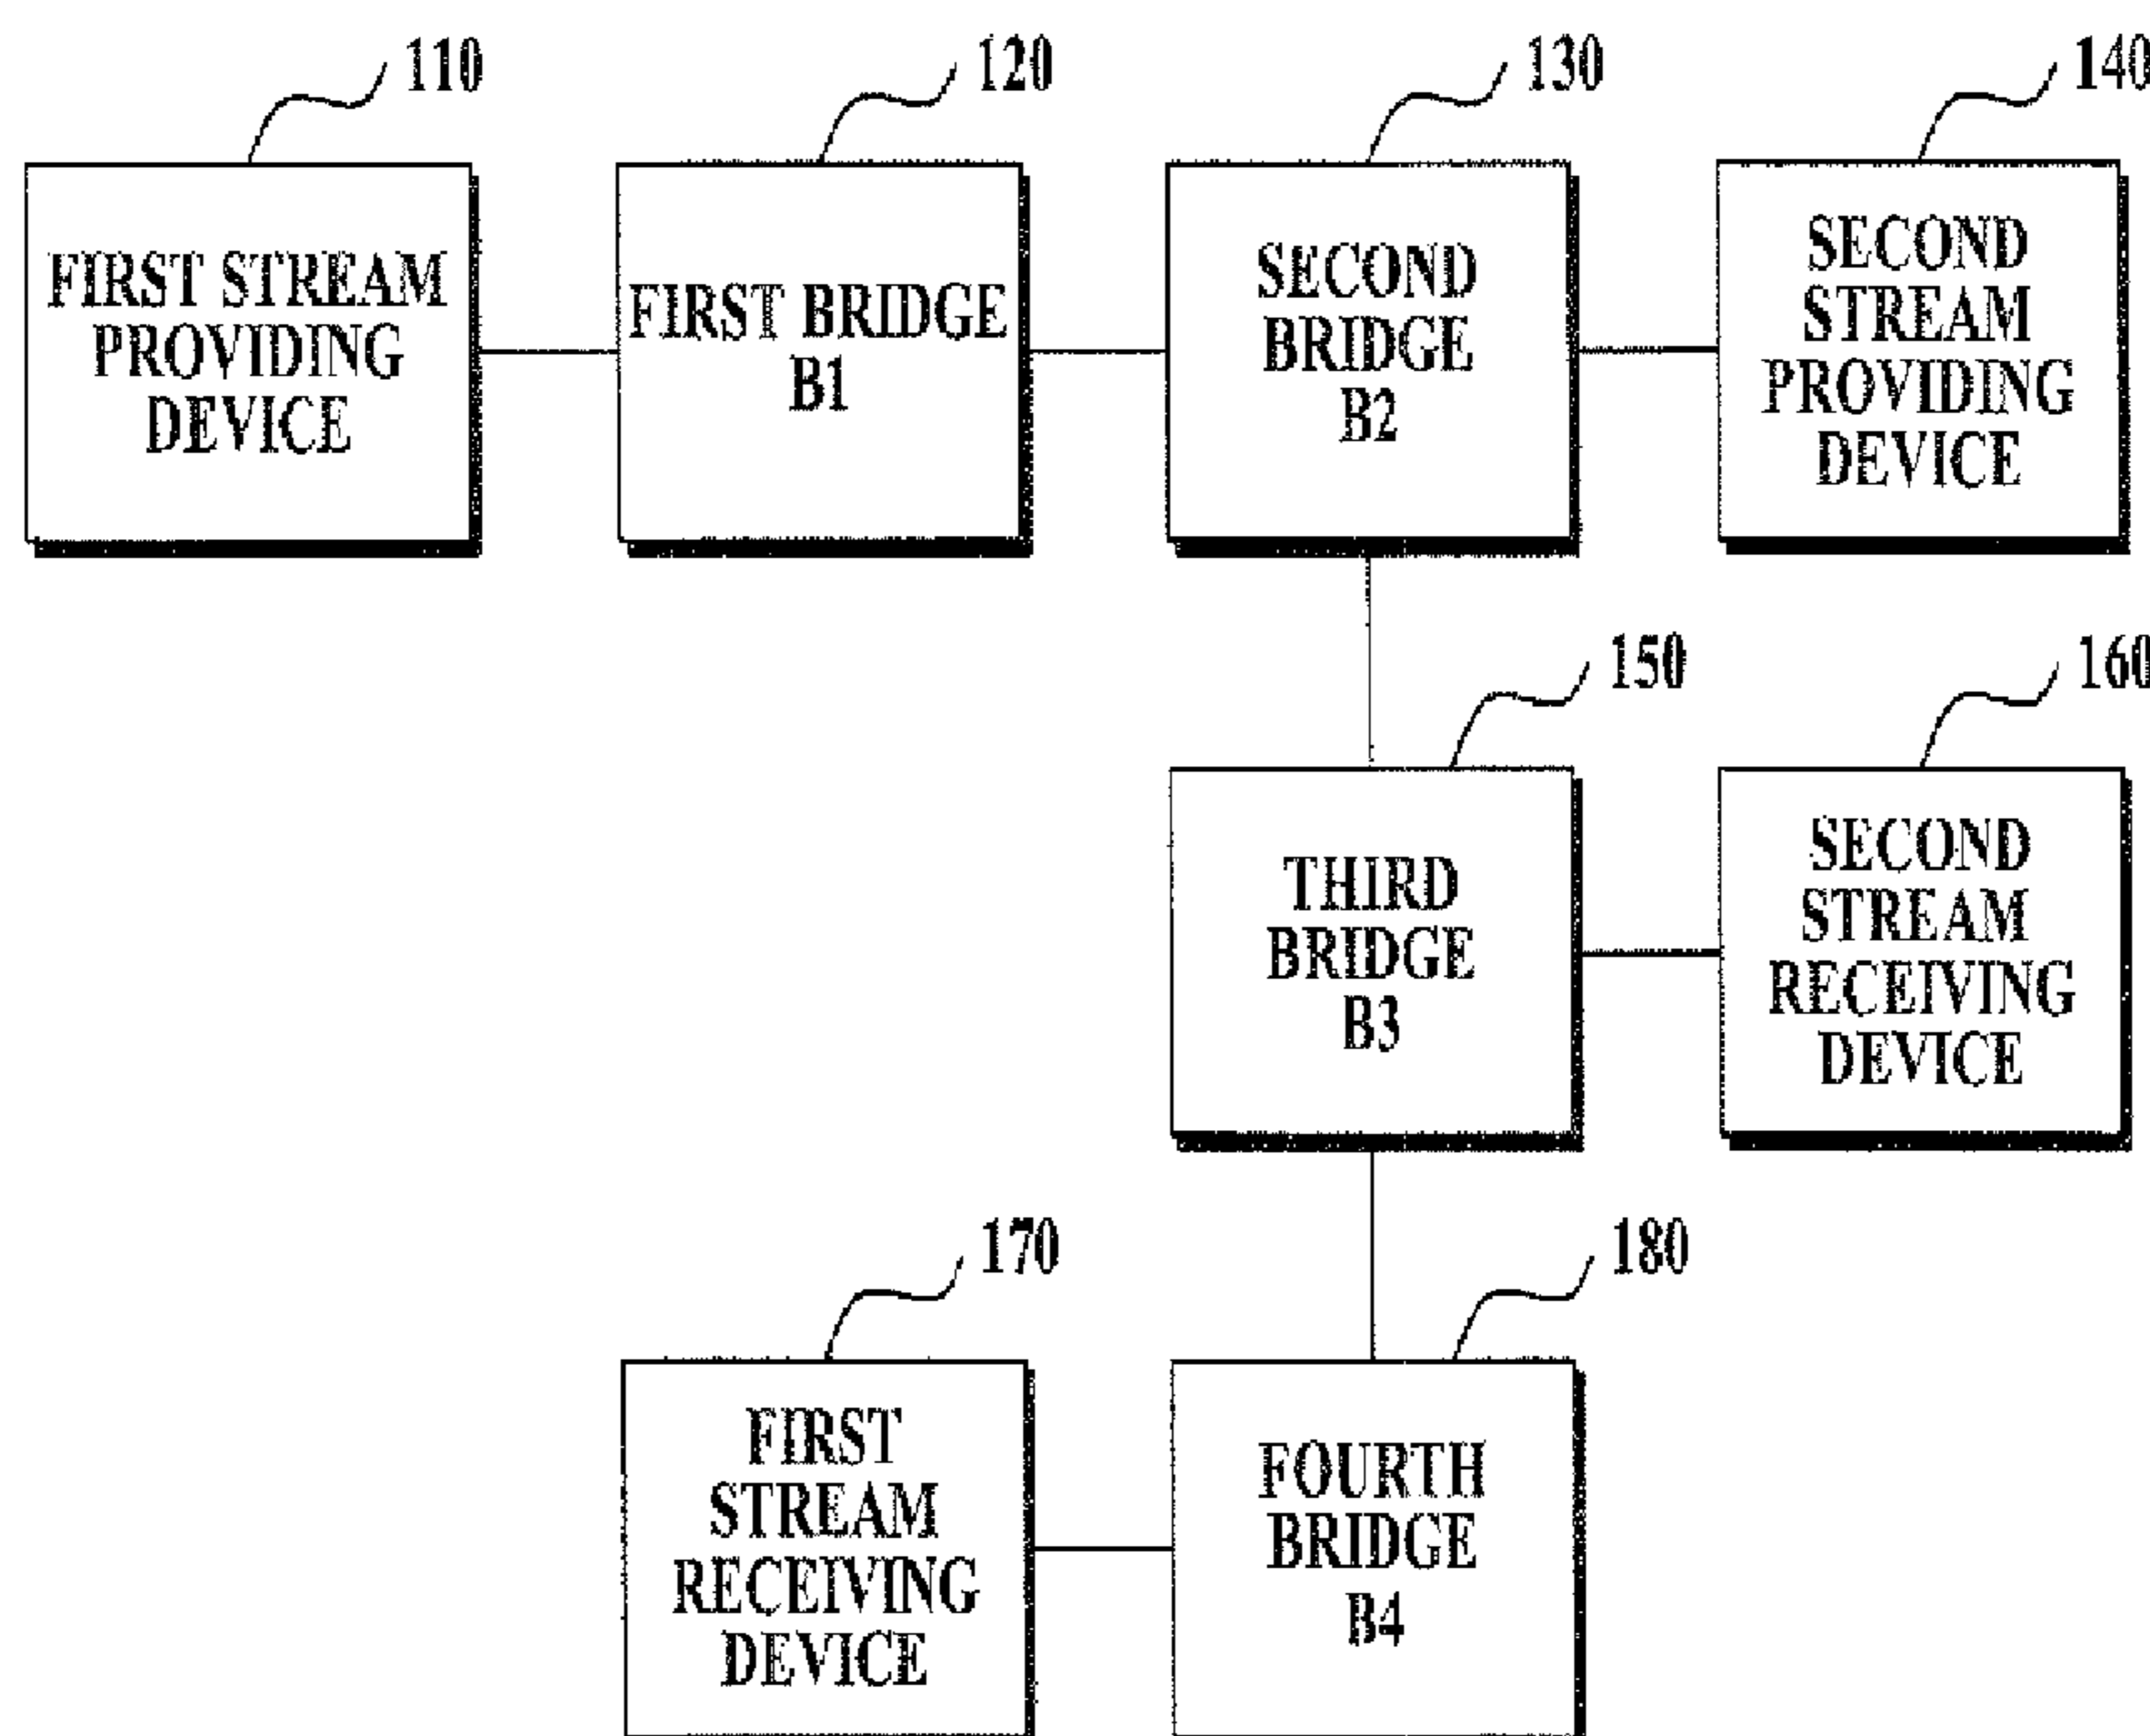 110
120
130
140
FIRST STREAM
PROVIDING
DEVICE
FIRST BRIDGE
B1
SECOND
BRIDGE
B2
SECOND
STREAM
PROVIDING
DEVICE
150
160
THIRD
BRIDGE
B3
SECOND
STREAM
RECEIVING
DEVICE
170
180
FIRST
STREAM
RECEIVING
DEVICE
FOURTH
BRIDGE
B4